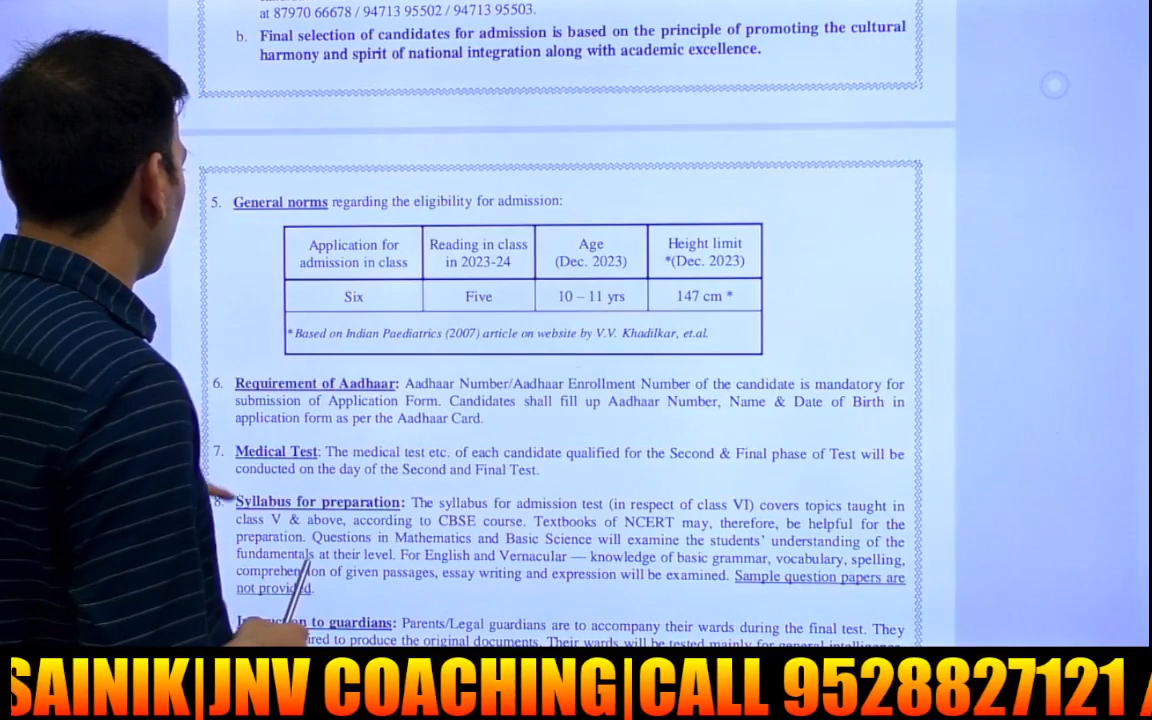 at 87970 66678 / 94713 95502 / 94713 95503.
b. Final selection of candidates for admission is based on the principle of promoting the cultural
harmony and spirit of national integration along with academic excellence.
5. General norms regarding the eligibility for admission:
Application for admission in class
Reading in class in 2023-24
Age (Dec. 2023)
Height limit *(Dec. 2023)
Six
Five
10 – 11 yrs
147 cm *
* Based on Indian Paediatrics (2007) article on website by V.V. Khadilkar, et.al.
6. Requirement of Aadhaar: Aadhaar Number/Aadhaar Enrollment Number of the candidate is mandatory for
submission of Application Form. Candidates shall fill up Aadhaar Number, Name & Date of Birth in
application form as per the Aadhaar Card.
7. Medical Test: The medical test etc. of each candidate qualified for the Second & Final phase of Test will be
conducted on the day of the Second and Final Test.
8. Syllabus for preparation: The syllabus for admission test (in respect of class VI) covers topics taught in
class V & above, according to CBSE course. Textbooks of NCERT may, therefore, be helpful for the
preparation. Questions in Mathematics and Basic Science will examine the students' understanding of the
fundamentals at their level. For English and Vernacular — knowledge of basic grammar, vocabulary, spelling,
comprehension of given passages, essay writing and expression will be examined. Sample question papers are
not provided.
to guardians: Parents/Legal guardians are to accompany their wards during the final test. They
to produce the original documents. Their wards will be tested mainly for general
SAINIK|JNV COACHING|CALL 9528827121